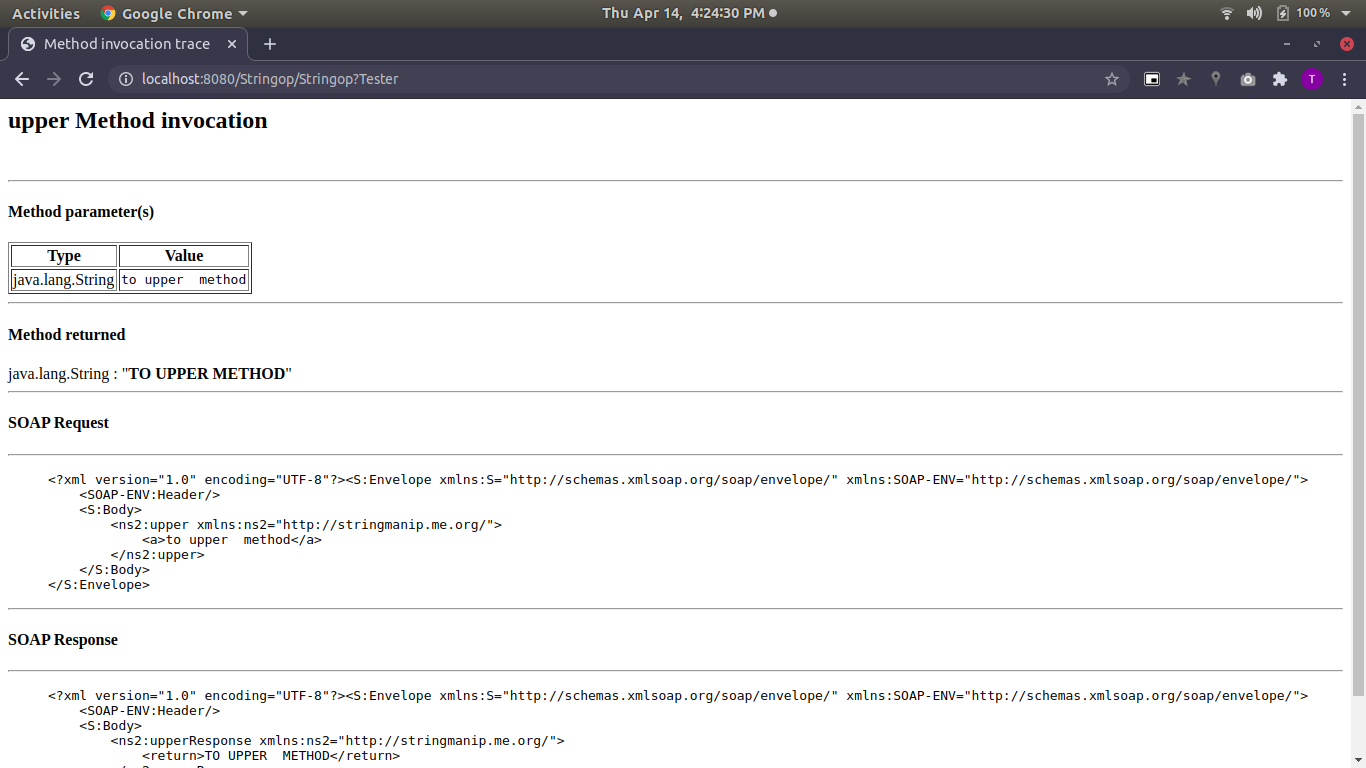 Activities Google Chrome Thu Apr 14, 4:24:30 PM 100%
Method invocation trace
localhost:8080/Stringop/Stringop?Tester T
upper Method invocation
Method parameter(s)
Type Value
java.lang.String to upper  method
Method returned
java.lang.String : "TO UPPER METHOD"
SOAP Request
<?xml version="1.0" encoding="UTF-8"?><S:Envelope xmlns:S="http://schemas.xmlsoap.org/soap/envelope/" xmlns:SOAP-ENV="http://schemas.xmlsoap.org/soap/envelope/">
<SOAP-ENV:Header/>
<S:Body>
<ns2:upper xmlns:ns2="http://stringmanip.me.org/">
<a>to upper  method</a>
</ns2:upper>
</S:Body>
</S:Envelope>
SOAP Response
<?xml version="1.0" encoding="UTF-8"?><S:Envelope xmlns:S="http://schemas.xmlsoap.org/soap/envelope/" xmlns:SOAP-ENV="http://schemas.xmlsoap.org/soap/envelope/">
<SOAP-ENV:Header/>
<S:Body>
<ns2:upperResponse xmlns:ns2="http://stringmanip.me.org/">
<return>TO UPPER  METHOD</return>